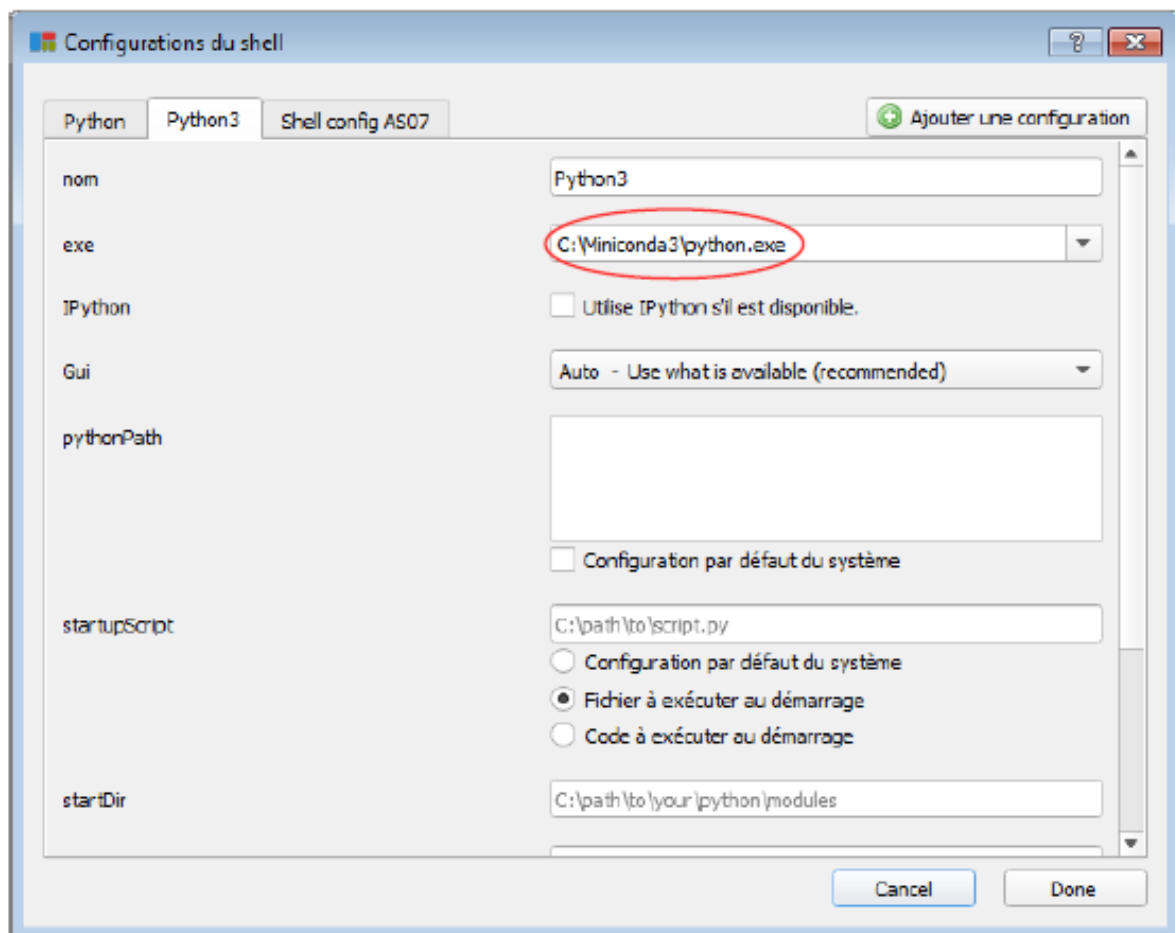 Configurations du shell
Python
Python3
Shell config AS07
Ajouter une configuration
nom
Python3
exe
C:\Miniconda3\python.exe
IPython
Utilise IPython s'il est disponible.
Gui
Auto - Use what is available (recommended)
pythonPath
Configuration par défaut du système
startupScript
C:\path\to\script.py
Configuration par défaut du système
Fichier à exécuter au démarrage
Code à exécuter au démarrage
startDir
C:\path\to\your\python\modules
Cancel
Done